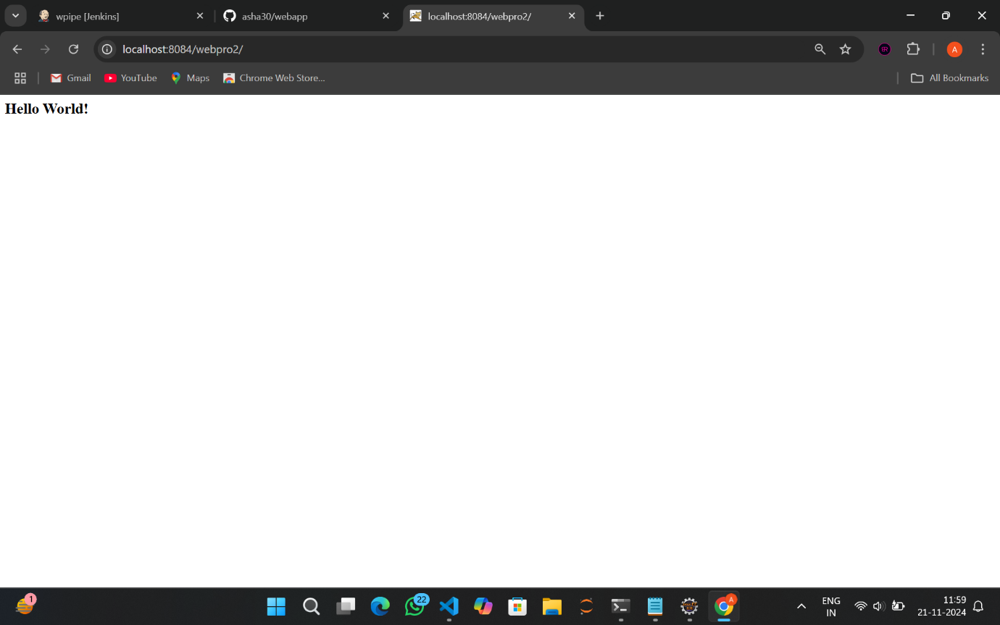 wpipe [Jenkins]
asha30/webapp
localhost:8084/webpro2/
localhost:8084/webpro2/
A
Gmail
YouTube
Maps
Chrome Web Store...
All Bookmarks
Hello World!
1
22
A
ENG
IN
11:59
21-11-2024